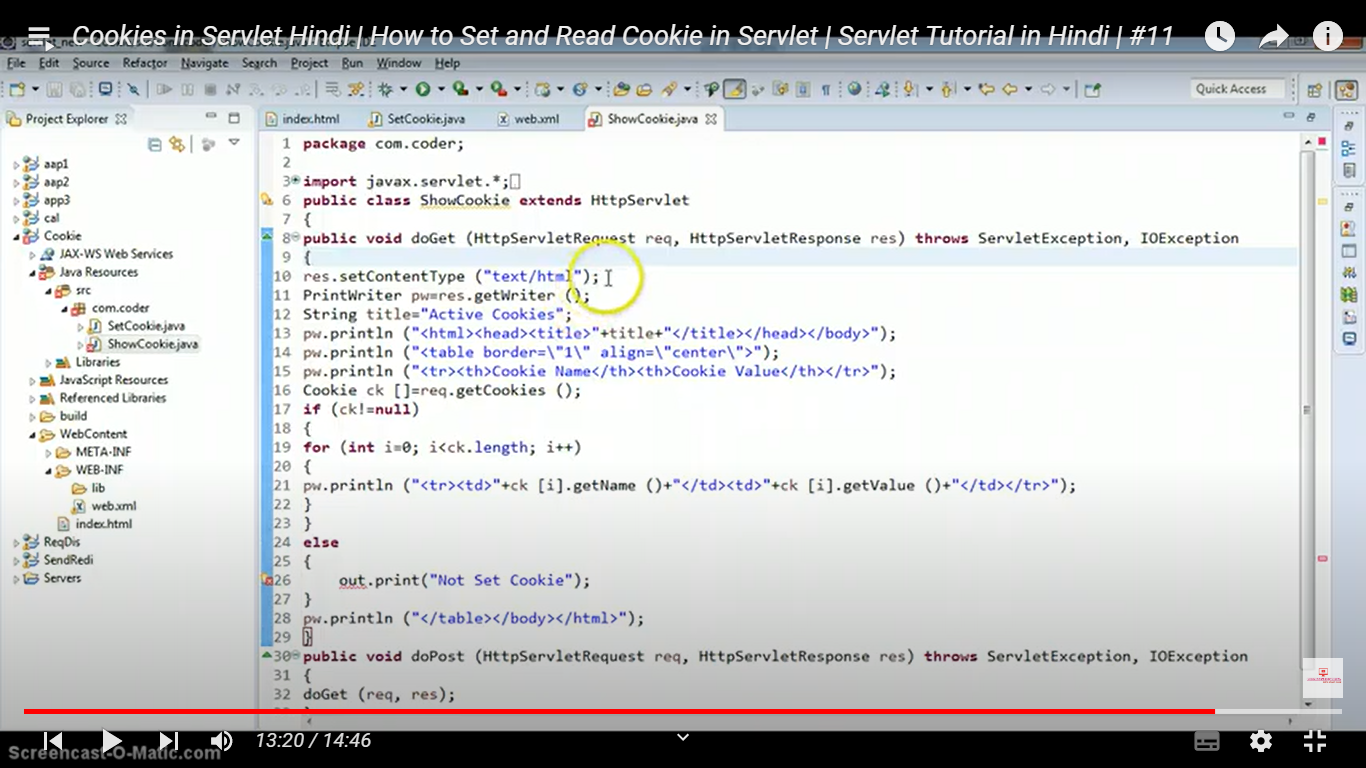 Cookies in Servlet Hindi | How to Set and Read Cookie in Servlet | Servlet Tutorial in Hindi | #11
File Edit Source Refactor Navigate Search Project Run Window Help
Quick Access
Project Explorer
index.html SetCookie.java web.xml ShowCookie.java
aap1
aap2
app3
cal
Cookie
JAX-WS Web Services
Java Resources
src
com.coder
SetCookie.java
ShowCookie.java
Libraries
JavaScript Resources
Referenced Libraries
build
WebContent
META-INF
WEB-INF
lib
web.xml
index.html
ReqDis
SendRedi
Servers
1 package com.coder;
2
3 import javax.servlet.*;
6 public class ShowCookie extends HttpServlet
7 {
8 public void doGet (HttpServletRequest req, HttpServletResponse res) throws ServletException, IOException
9 {
10 res.setContentType ("text/html");
11 PrintWriter pw=res.getWriter ();
12 String title="Active Cookies";
13 pw.println ("<html><head><title>"+title+"</title></head></body>");
14 pw.println ("<table border=\"1\" align=\"center\">");
15 pw.println ("<tr><th>Cookie Name</th><th>Cookie Value</th></tr>");
16 Cookie ck []=req.getCookies ();
17 if (ck!=null)
18 {
19 for (int i=0; i<ck.length; i++)
20 {
21 pw.println ("<tr><td>"+ck [i].getName ()+"</td><td>"+ck [i].getValue ()+"</td></tr>");
22 }
23 }
24 else
25 {
26 out.print("Not Set Cookie");
27 }
28 pw.println ("</table></body></html>");
29 }
30 public void doPost (HttpServletRequest req, HttpServletResponse res) throws ServletException, IOException
31 {
32 doGet (req, res);
13:20 / 14:46
Screencast-O-Matic.com